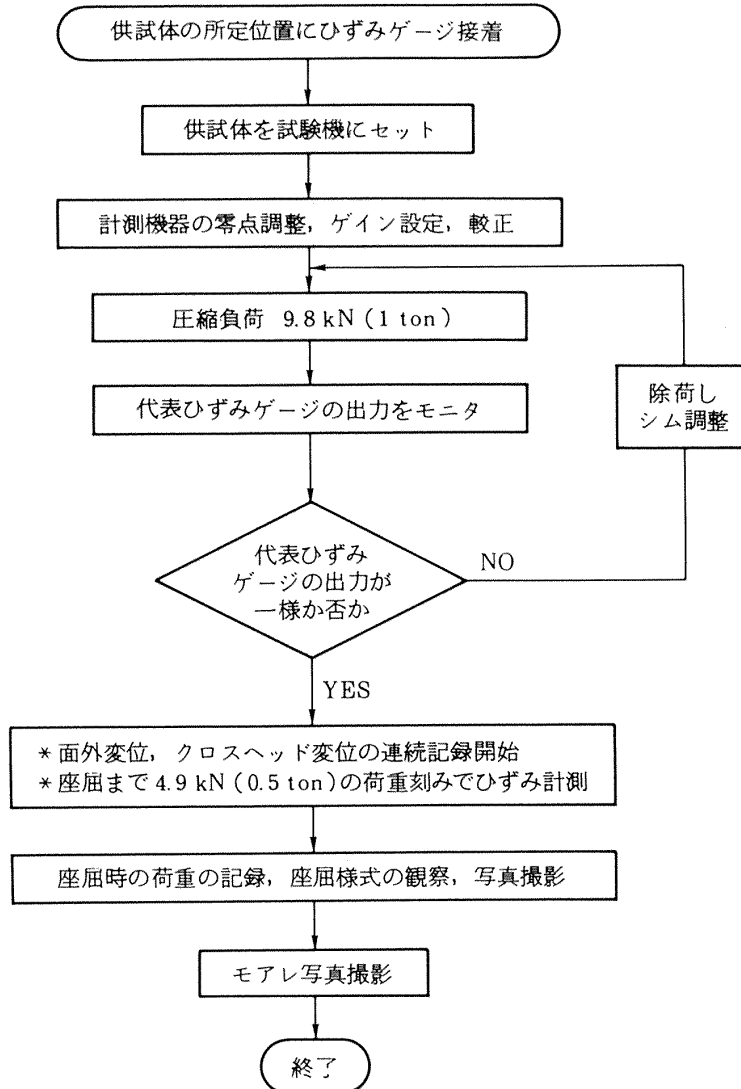 供試体の所定位置にひずみゲージ接着
供試体を試験機にセット
計測機器の零点調整，ゲイン設定，較正
圧縮負荷 9.8 kN (1 ton)
代表ひずみゲージの出力をモニタ
除荷し
シム調整
代表ひずみ
ゲージの出力が
一様か否か
NO
YES
* 面外変位，クロスヘッド変位の連続記録開始
* 座屈まで 4.9 kN (0.5 ton)の荷重刻みでひずみ計測
座屈時の荷重の記録，座屈様式の観察，写真撮影
モアレ写真撮影
終了